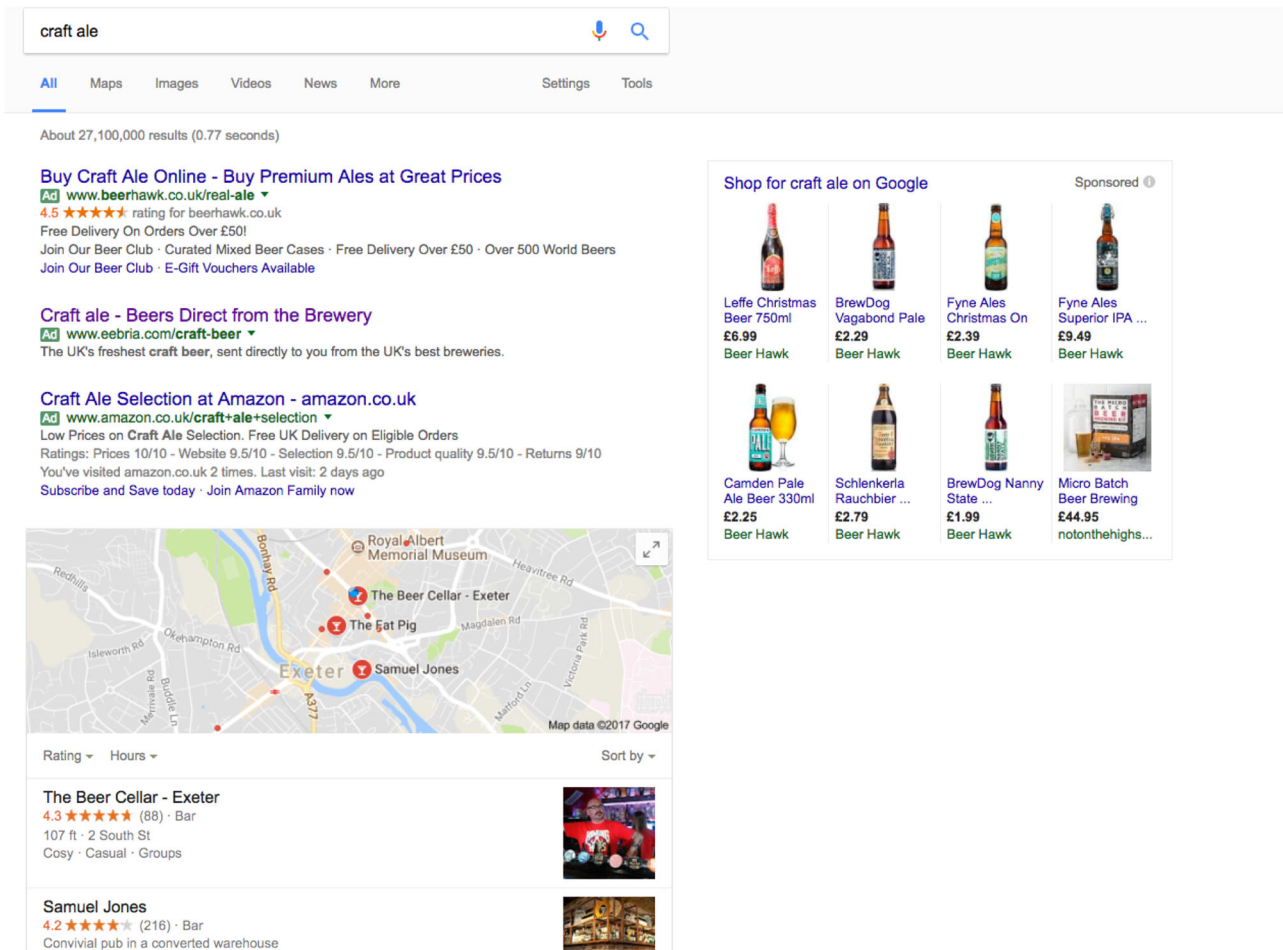 craft ale
All Maps Images Videos News More Settings Tools
About 27,100,000 results (0.77 seconds)
Buy Craft Ale Online - Buy Premium Ales at Great Prices
Ad www.beerhawk.co.uk/real-ale
4.5 rating for beerhawk.co.uk
Free Delivery On Orders Over £50!
Join Our Beer Club · Curated Mixed Beer Cases · Free Delivery Over £50 · Over 500 World Beers
Join Our Beer Club · E-Gift Vouchers Available
Craft ale - Beers Direct from the Brewery
Ad www.eebria.com/craft-beer
The UK's freshest craft beer, sent directly to you from the UK's best breweries.
Craft Ale Selection at Amazon - amazon.co.uk
Ad www.amazon.co.uk/craft+ale+selection
Low Prices on Craft Ale Selection. Free UK Delivery on Eligible Orders
Ratings: Prices 10/10 - Website 9.5/10 - Selection 9.5/10 - Product quality 9.5/10 - Returns 9/10
You've visited amazon.co.uk 2 times. Last visit: 2 days ago
Subscribe and Save today · Join Amazon Family now
Royal Albert
Memorial Museum
Bonhay Rd
Heavitree Rd
Redhills
The Beer Cellar - Exeter
The Fat Pig
Magdalen Rd
Okehampton Rd
Isleworth Rd
Victoria Park Rd
Exeter
Samuel Jones
Merrivale Rd
Buddle Ln
A377
Matford Ln
Map data ©2017 Google
Rating Hours Sort by
The Beer Cellar - Exeter
4.3 (88) · Bar
107 ft · 2 South St
Cosy · Casual · Groups
Samuel Jones
4.2 (216) · Bar
Convivial pub in a converted warehouse
Shop for craft ale on Google Sponsored
Leffe Christmas
Beer 750ml
£6.99
Beer Hawk
BrewDog
Vagabond Pale
£2.29
Beer Hawk
Fyne Ales
Christmas On
£2.39
Beer Hawk
Fyne Ales
Superior IPA ...
£9.49
Beer Hawk
PALE
THE MICRO
BATCH
BEER
Camden Pale
Ale Beer 330ml
£2.25
Beer Hawk
Schlenkerla
Rauchbier ...
£2.79
Beer Hawk
BrewDog Nanny
State ...
£1.99
Beer Hawk
Micro Batch
Beer Brewing
£44.95
notonthehighs...